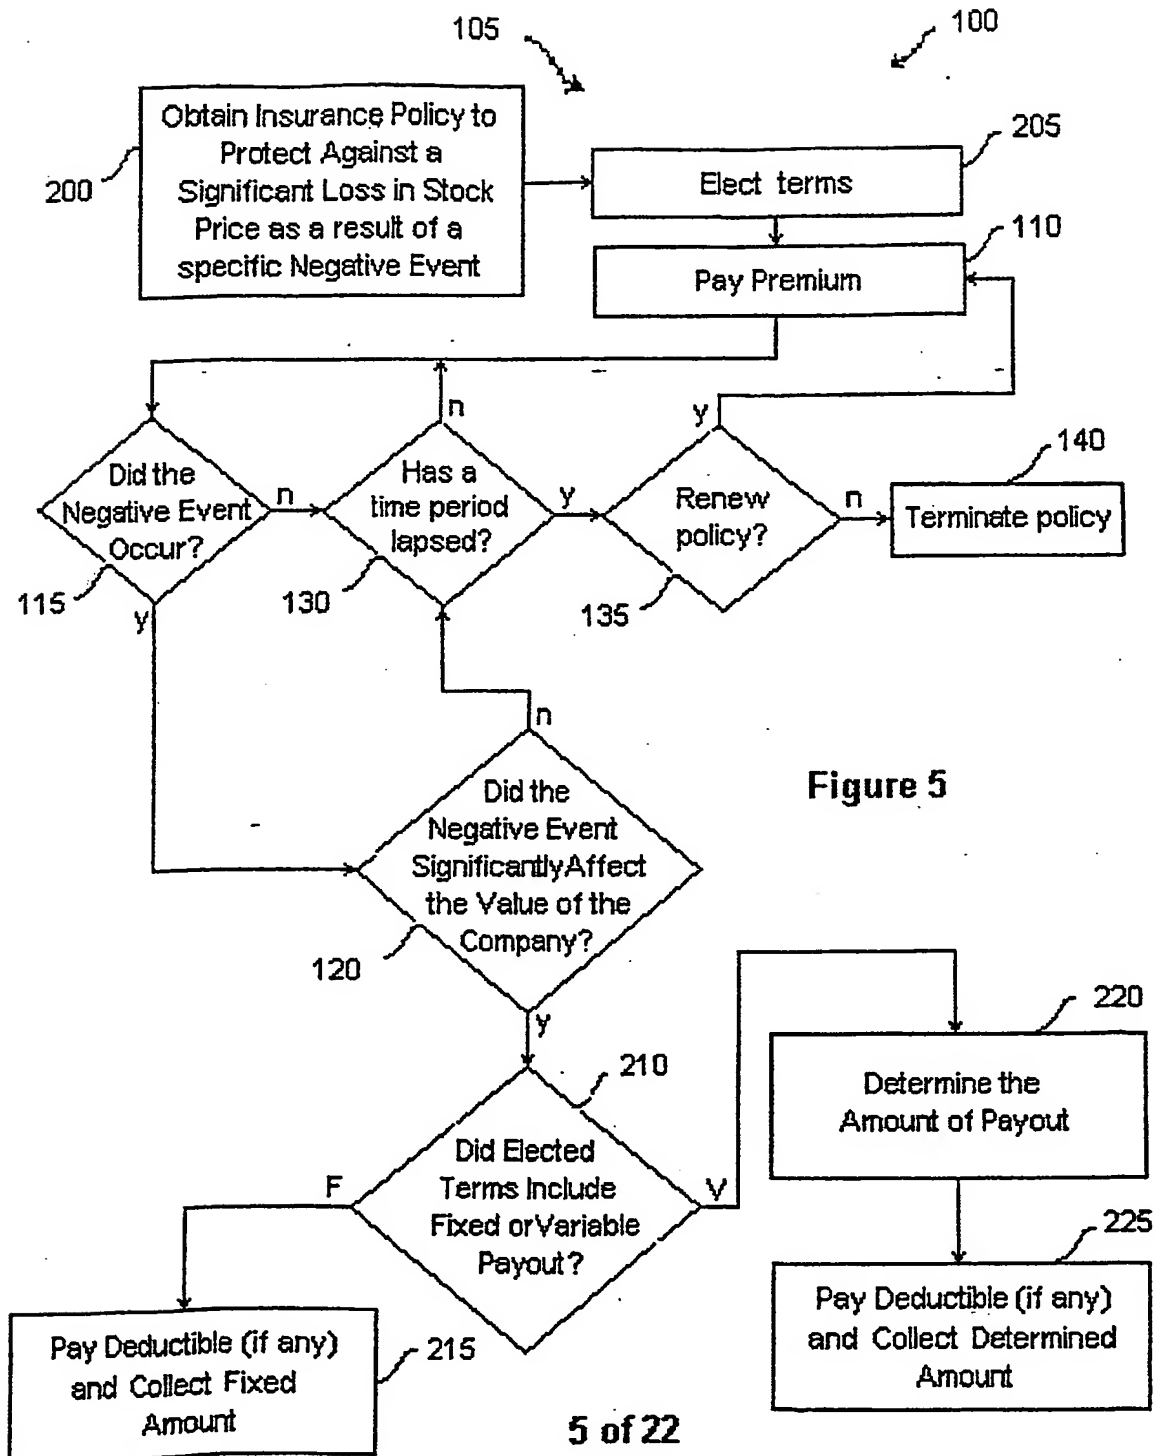 105
100
Obtain Insurance Policy to
Protect Against a
Significant Loss in Stock
Price as a result of a
specific Negative Event
200
205
Elect terms
110
Pay Premium
n
y
140
Did the
Negative Event
Occur?
n
Has a
time period
lapsed?
y
Renew
policy?
n
Terminate policy
115
y
130
135
n
Did the
Negative Event
Significantly Affect
the Value of the
Company?
120
Figure 5
y
210
Did Elected
Terms Include
Fixed or Variable
Payout?
F
V
220
Determine the
Amount of Payout
225
Pay Deductible (if any)
and Collect Determined
Amount
Pay Deductible (if any)
and Collect Fixed
Amount
215
5 of 22